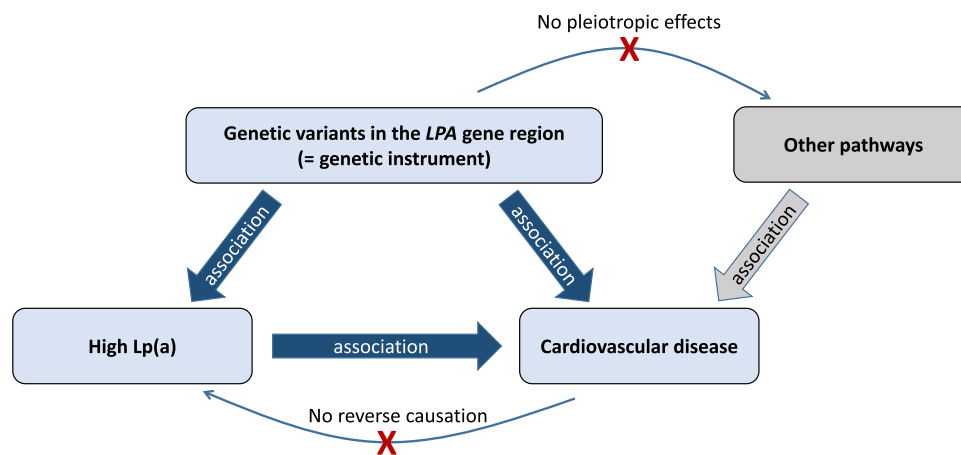 No pleiotropic effects
Genetic variants in the LPA gene region
(= genetic instrument)
Other pathways
association
association
association
High Lp(a)
association
Cardiovascular disease
No reverse causation
X
X